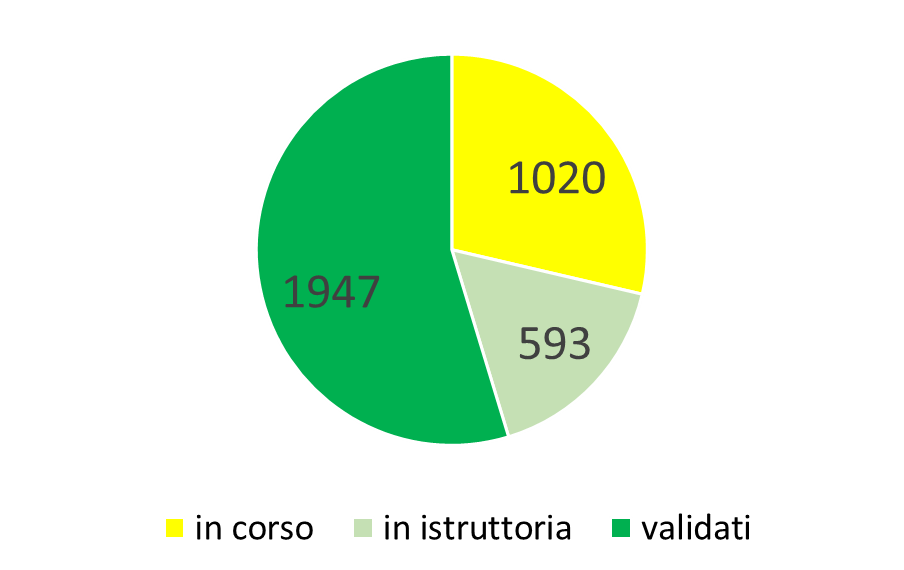 1020
1947
593
in corso in istruttoria validati